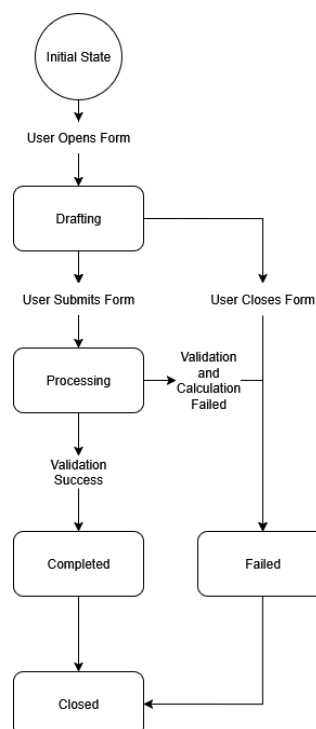 Initial State
User Opens Form
Drafting
User Submits Form
User Closes Form
Processing
Validation
and
Calculation
Failed
Validation
Success
Completed
Failed
Closed